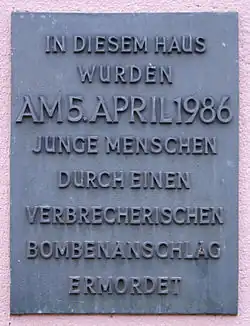 IN DIESEM HAUS
WURDEN
AM 5. APRIL 1986
JUNGE MENSCHEN
DURCH EINEN
VERBRECHERISCHEN
BOMBENANSCHLAG
ERMORDET